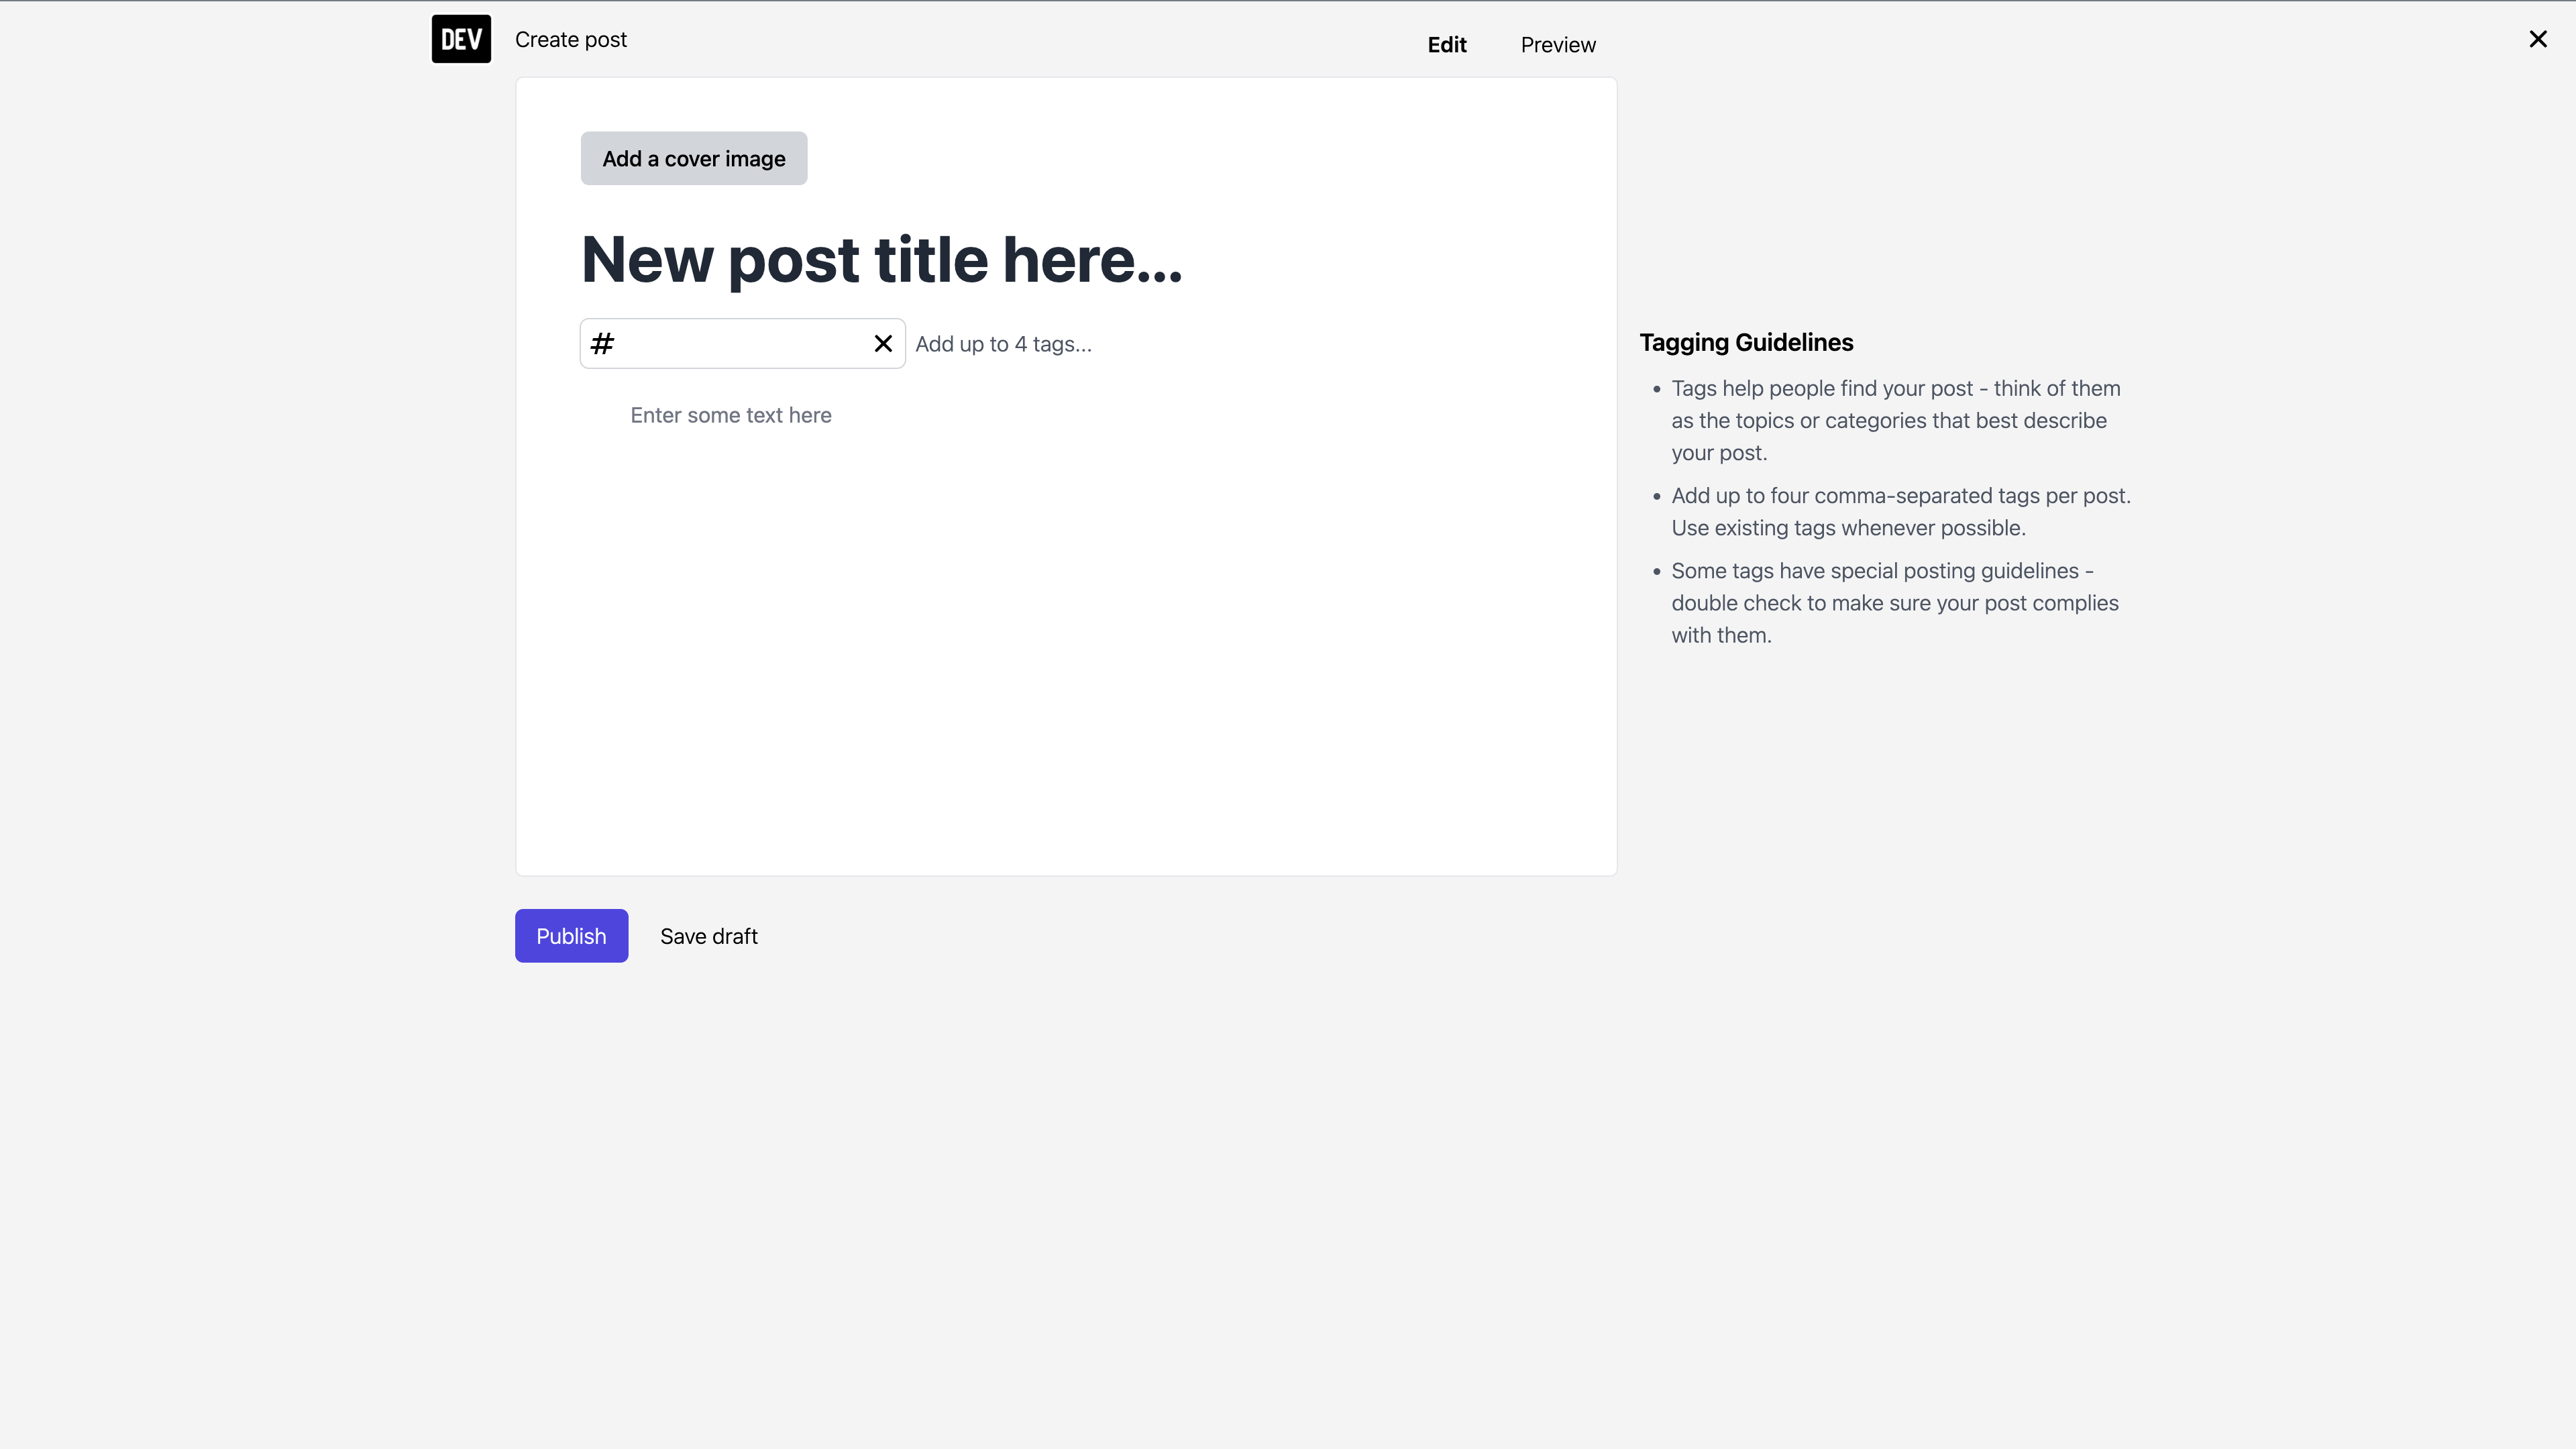 DEV
Create post
Edit
Preview
Add a cover image
New post title here...
#
Add up to 4 tags...
Enter some text here
Tagging Guidelines
Tags help people find your post - think of them
as the topics or categories that best describe
your post.
Add up to four comma-separated tags per post.
Use existing tags whenever possible.
Some tags have special posting guidelines -
double check to make sure your post complies
with them.
Publish
Save draft